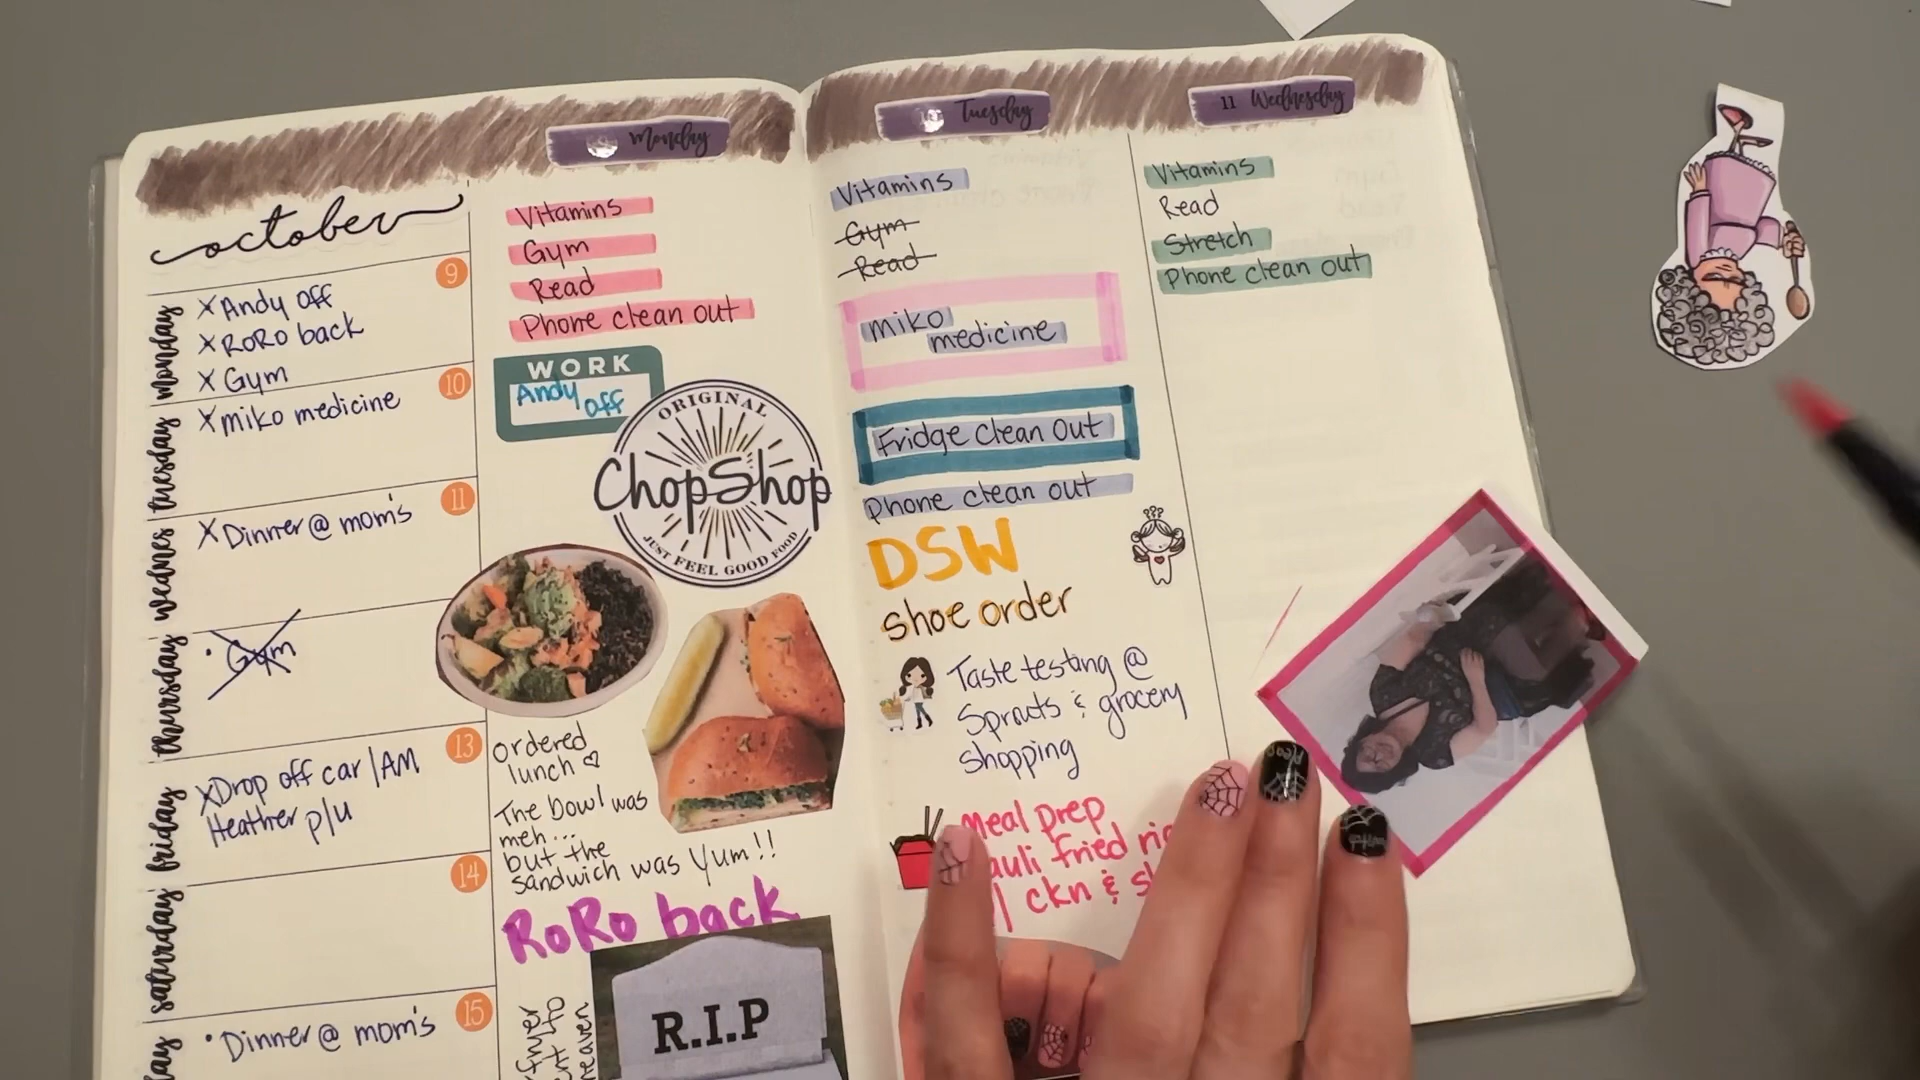 october
monday
9
X Andy off
X RoRo back
X Gym
tuesday
10
X miko medicine
wednes
11
X Dinner @ mom's
thursday
• Gym
friday
13
X Drop off car / AM
Heather p/u
saturday
14
15
• Dinner @ mom's
Monday
Vitamins
Gym
Read
Phone clean out
WORK
Andy
off
ORIGINAL
ChopShop
JUST FEEL GOOD FOOD
ordered
lunch
The bowl was
meh...
but the
sandwich was Yum!!
RoRo back
heaven
R.I.P
Tuesday
Vitamins
Gym
Read
miko
medicine
Fridge clean out
Phone clean out
DSW
shoe order
Taste testing @
Sprouts & grocery
shopping
Meal prep
fried
ckn &
11 Wednesday
Vitamins
Read
Stretch
Phone clean out